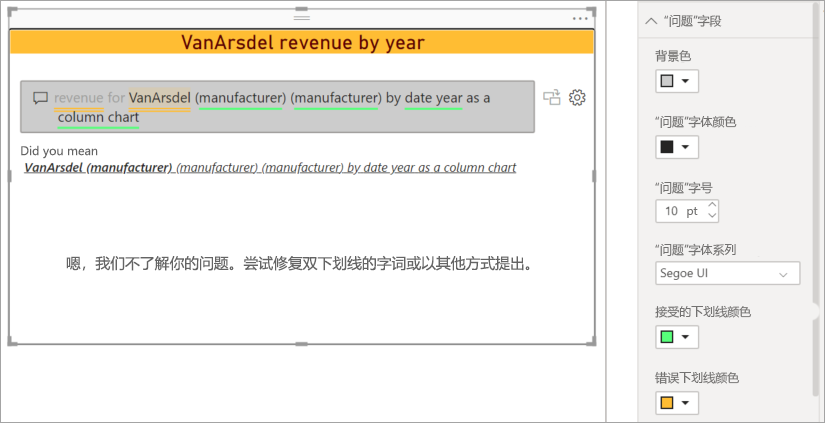 VanArsdel revenue by year
revenue for VanArsdel (manufacturer) (manufacturer) by date year as a
column chart
Did you mean
VanArsdel (manufacturer) (manufacturer) (manufacturer) by date year as a column chart
嗯，我们不了解你的问题。尝试修复双下划线的字词或以其他方式提出。
“问题”字段
背景色
“问题”字体颜色
“问题”字号
10 pt
“问题”字体系列
Segoe UI
接受的下划线颜色
错误下划线颜色